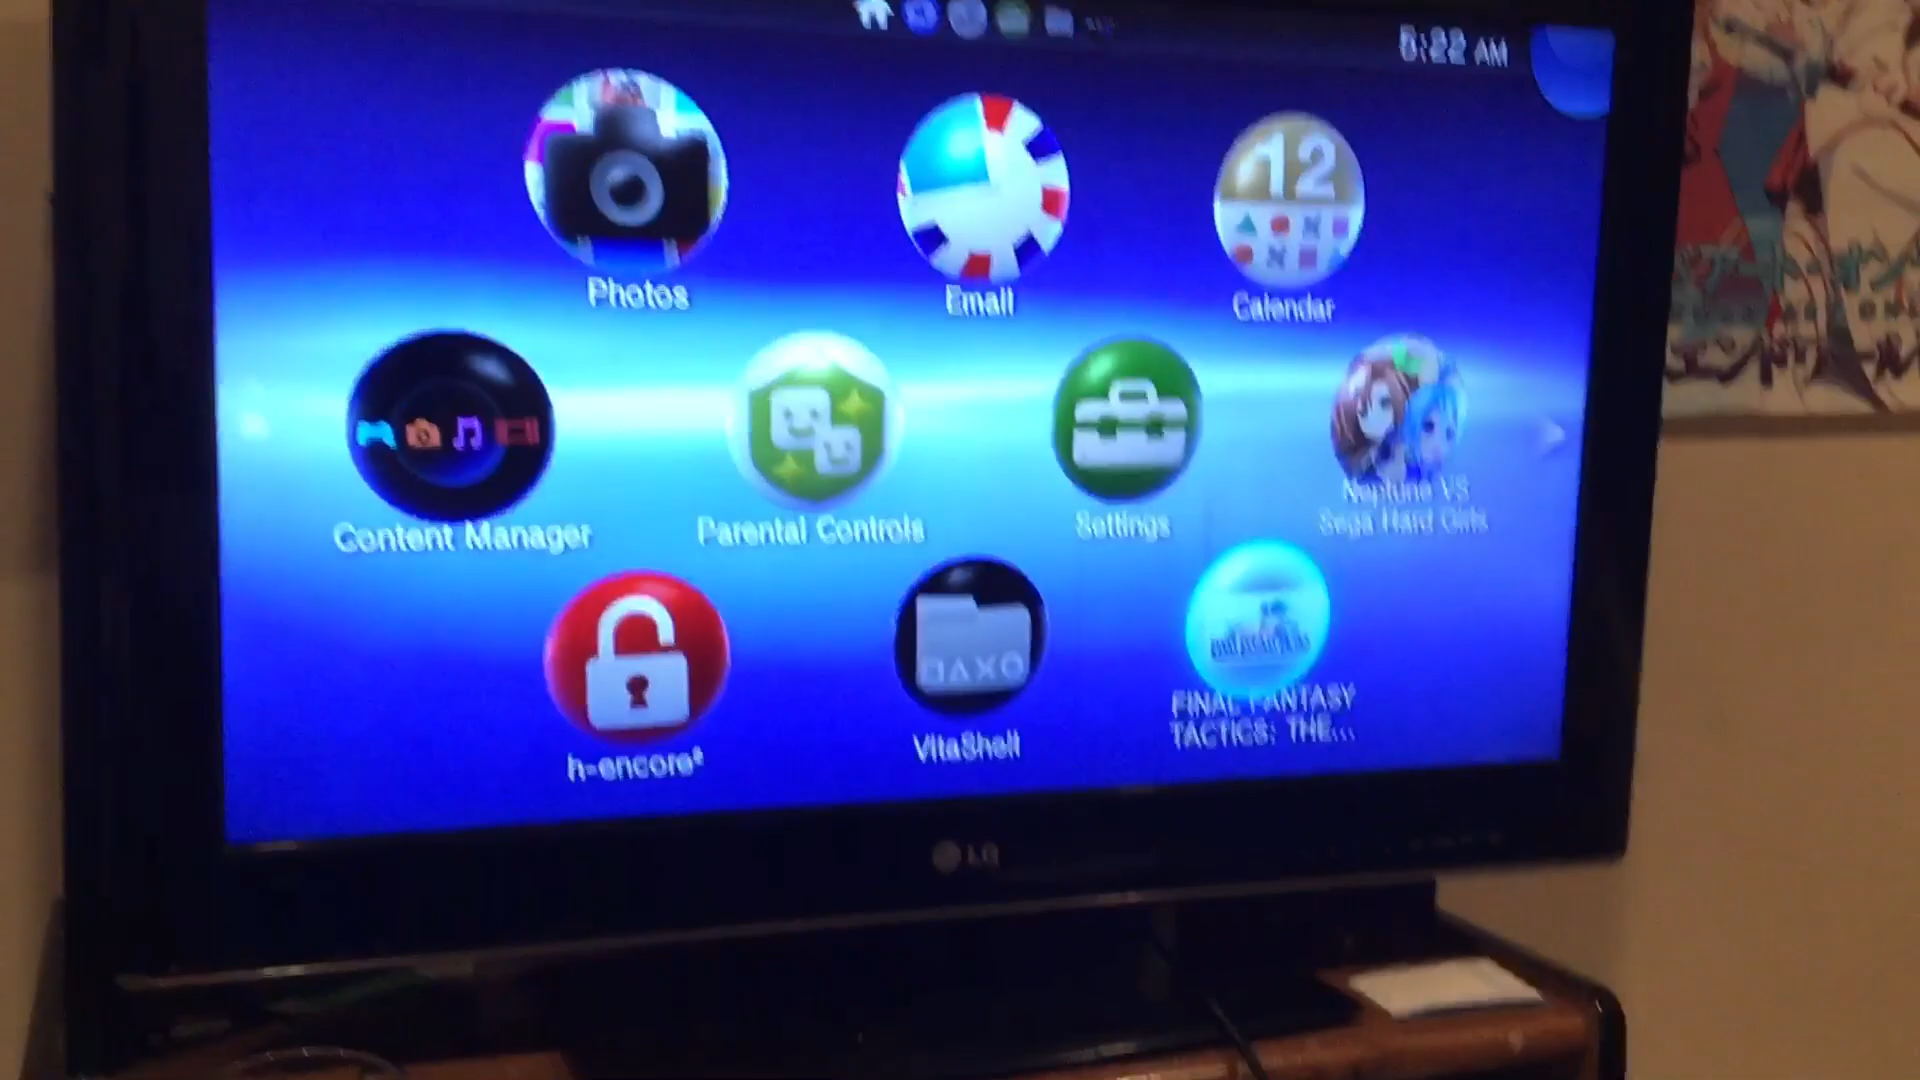 5:22 AM
12
Photos
Email
Calendar
Content Manager
Parental Controls
Settings
Neptune VS
Sega Hard Girls
h-encore²
VitaShell
FINAL FANTASY
TACTICS: THE...
LG